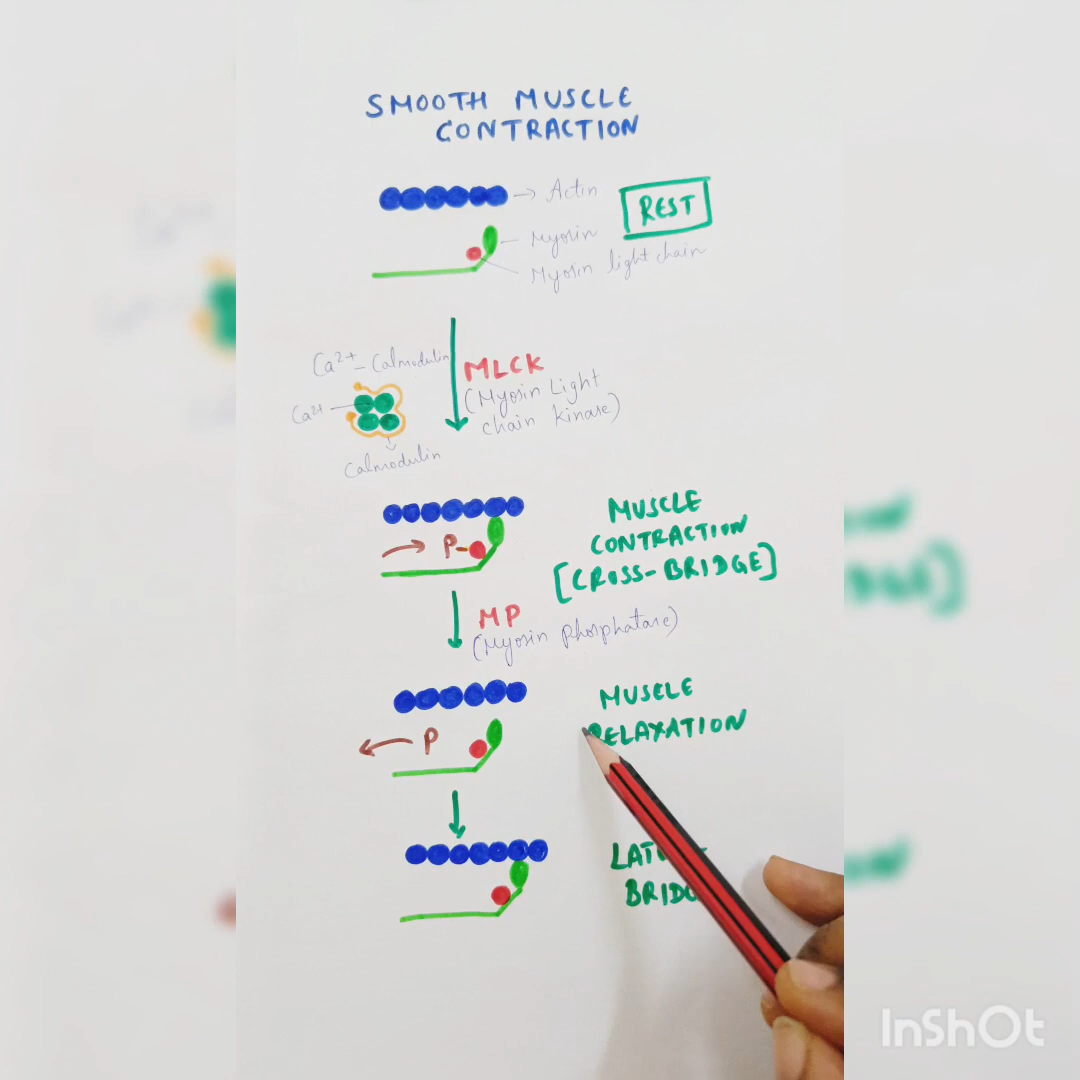 SMOOTH MUSCLE
CONTRACTION
Actin
REST
Myosin
Myosin light chain
Ca2+ - Calmodulin
MLCK
(Myosin Light
chain kinase)
Ca2+
Calmodulin
MUSCLE
CONTRACTION
[CROSS-BRIDGE]
P
MP
(Myosin phosphatase)
MUSCLE
RELAXATION
P
BRIDG
InShOt